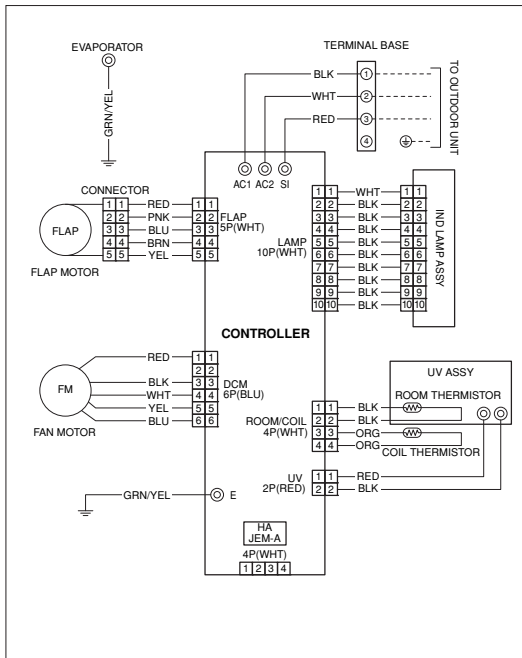 EVAPORATOR
GRN/YEL
TERMINAL BASE
BLK 1
WHT 2
RED 3
4
TO OUTDOOR UNIT
AC1 AC2 SI
CONNECTOR
FLAP
FLAP MOTOR
1 1 RED 1 1
2 2 PNK 2 2
3 3 BLU 3 3
4 4 BRN 4 4
5 5 YEL 5 5
FLAP
5P(WHT)
LAMP
10P(WHT)
1 1 WHT 1 1
2 2 BLK 2 2
3 3 BLK 3 3
4 4 BLK 4 4
5 5 BLK 5 5
6 6 BLK 6 6
7 7 BLK 7 7
8 8 BLK 8 8
9 9 BLK 9 9
10 10 BLK 10 10
IND LAMP ASSY
CONTROLLER
FM
FAN MOTOR
RED 1 1
2 2
BLK 3 3
WHT 4 4
YEL 5 5
BLU 6 6
DCM
6P(BLU)
UV ASSY
ROOM THERMISTOR
ROOM/COIL
4P(WHT)
1 1 BLK
2 2 BLK
3 3 ORG
4 4 ORG
COIL THERMISTOR
UV
2P(RED)
1 1 RED
2 2 BLK
GRN/YEL E
HA
JEM-A
4P(WHT)
1 2 3 4